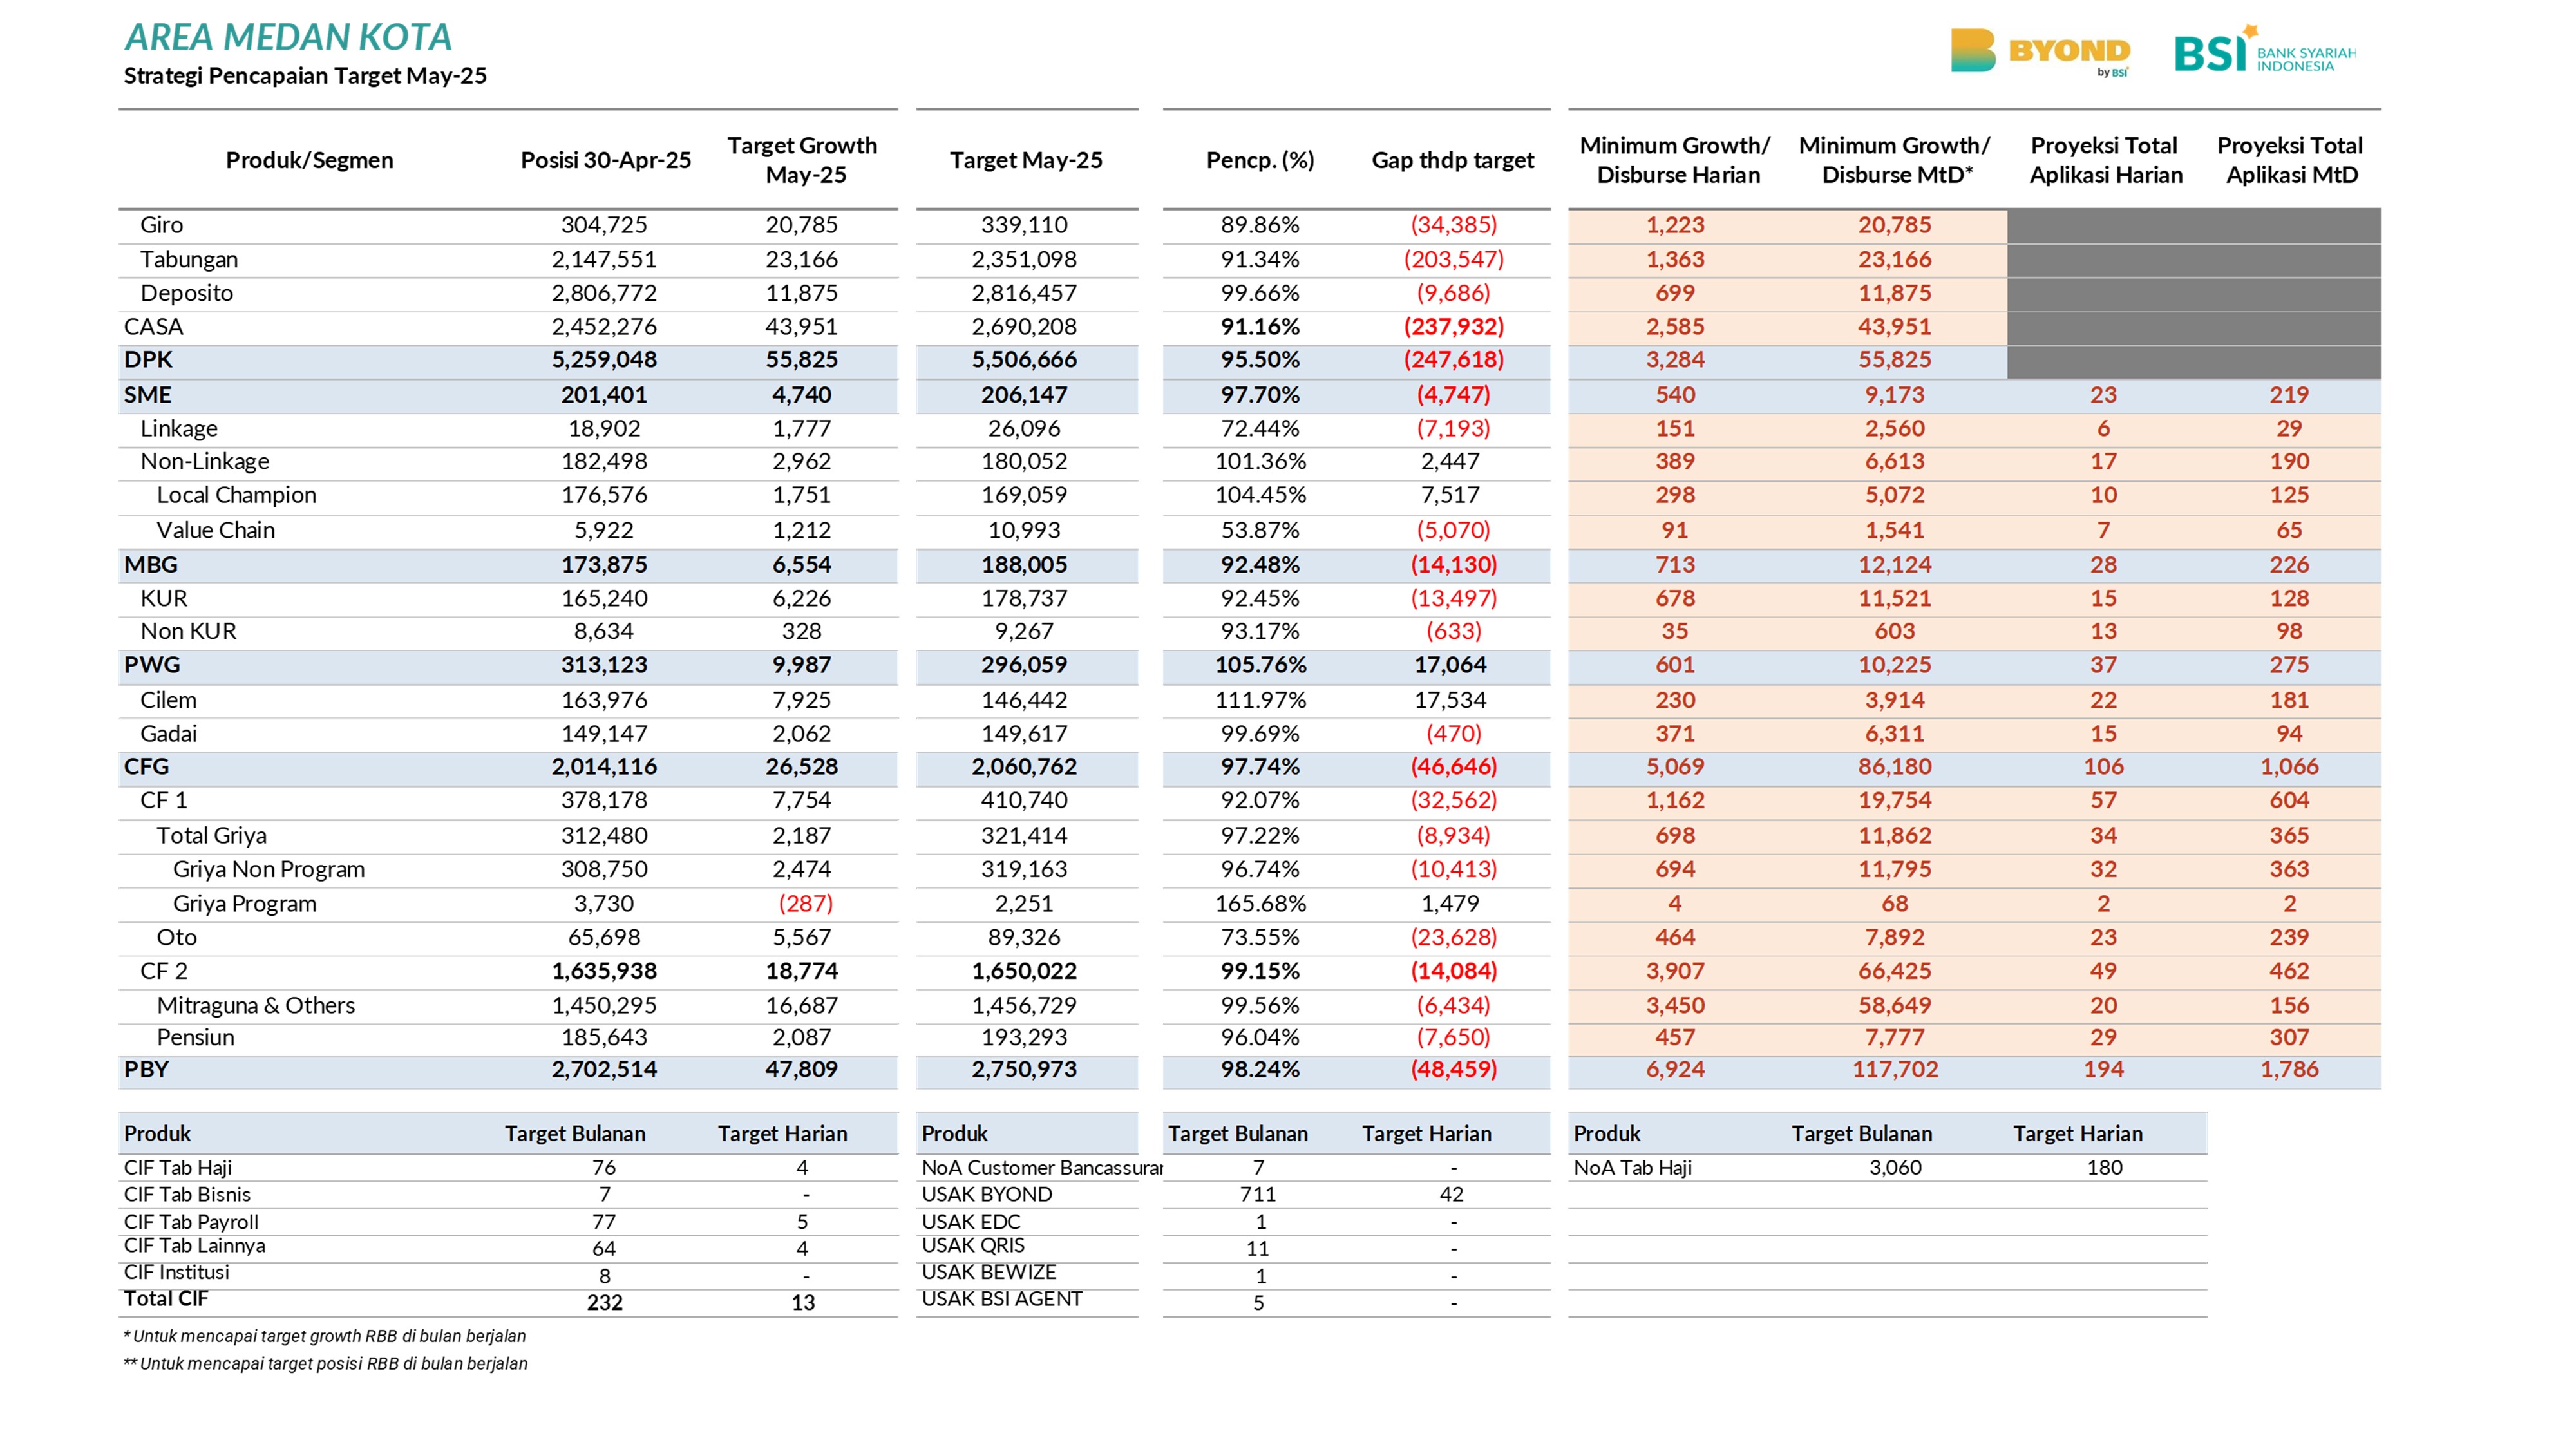 AREA MEDAN KOTA
Strategi Pencapaian Target May-25
BYOND
by BSI
BSI BANK SYARIAH
INDONESIA
Produk/Segmen Posisi 30-Apr-25 Target Growth May-25 Target May-25 Pencp. (%) Gap thdp target Minimum Growth/ Disburse Harian Minimum Growth/ Disburse MtD* Proyeksi Total Aplikasi Harian Proyeksi Total Aplikasi MtD
Giro 304,725 20,785 339,110 89.86% (34,385) 1,223 20,785
Tabungan 2,147,551 23,166 2,351,098 91.34% (203,547) 1,363 23,166
Deposito 2,806,772 11,875 2,816,457 99.66% (9,686) 699 11,875
CASA 2,452,276 43,951 2,690,208 91.16% (237,932) 2,585 43,951
DPK 5,259,048 55,825 5,506,666 95.50% (247,618) 3,284 55,825
SME 201,401 4,740 206,147 97.70% (4,747) 540 9,173 23 219
Linkage 18,902 1,777 26,096 72.44% (7,193) 151 2,560 6 29
Non-Linkage 182,498 2,962 180,052 101.36% 2,447 389 6,613 17 190
Local Champion 176,576 1,751 169,059 104.45% 7,517 298 5,072 10 125
Value Chain 5,922 1,212 10,993 53.87% (5,070) 91 1,541 7 65
MBG 173,875 6,554 188,005 92.48% (14,130) 713 12,124 28 226
KUR 165,240 6,226 178,737 92.45% (13,497) 678 11,521 15 128
Non KUR 8,634 328 9,267 93.17% (633) 35 603 13 98
PWG 313,123 9,987 296,059 105.76% 17,064 601 10,225 37 275
Cilem 163,976 7,925 146,442 111.97% 17,534 230 3,914 22 181
Gadai 149,147 2,062 149,617 99.69% (470) 371 6,311 15 94
CFG 2,014,116 26,528 2,060,762 97.74% (46,646) 5,069 86,180 106 1,066
CF 1 378,178 7,754 410,740 92.07% (32,562) 1,162 19,754 57 604
Total Griya 312,480 2,187 321,414 97.22% (8,934) 698 11,862 34 365
Griya Non Program 308,750 2,474 319,163 96.74% (10,413) 694 11,795 32 363
Griya Program 3,730 (287) 2,251 165.68% 1,479 4 68 2 2
Oto 65,698 5,567 89,326 73.55% (23,628) 464 7,892 23 239
CF 2 1,635,938 18,774 1,650,022 99.15% (14,084) 3,907 66,425 49 462
Mitraguna & Others 1,450,295 16,687 1,456,729 99.56% (6,434) 3,450 58,649 20 156
Pensiun 185,643 2,087 193,293 96.04% (7,650) 457 7,777 29 307
PBY 2,702,514 47,809 2,750,973 98.24% (48,459) 6,924 117,702 194 1,786
Produk Target Bulanan Target Harian Produk Target Bulanan Target Harian Produk Target Bulanan Target Harian
CIF Tab Haji 76 4 NoA Customer Bancassurar 7 - NoA Tab Haji 3,060 180
CIF Tab Bisnis 7 - USAK BYOND 711 42
CIF Tab Payroll 77 5 USAK EDC 1 -
CIF Tab Lainnya 64 4 USAK QRIS 11 -
CIF Institusi 8 - USAK BEWIZE 1 -
Total CIF 232 13 USAK BSI AGENT 5 -
* Untuk mencapai target growth RBB di bulan berjalan
** Untuk mencapai target posisi RBB di bulan berjalan